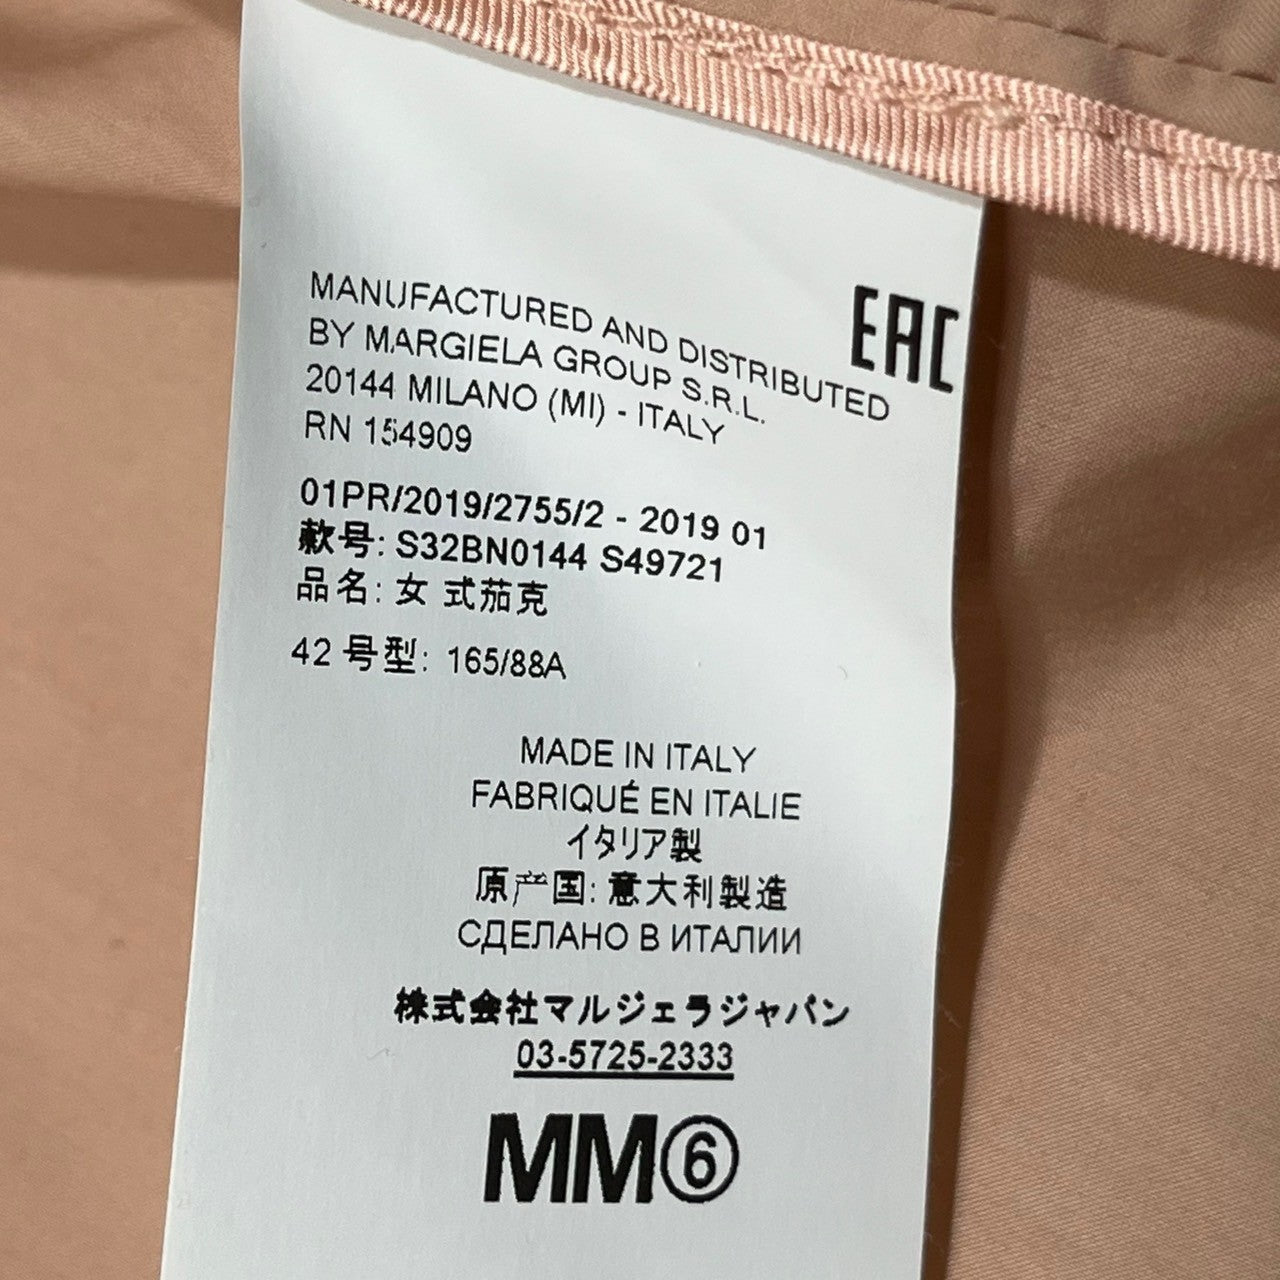 MANUFACTURED AND DISTRIBUTED
BY MARGIELA GROUP S.R.L.
20144 MILANO (MI) - ITALY
RN 154909
EAC
01PR/2019/2755/2 - 2019 01
款号: S32BN0144 S49721
品名: 女 式茄克
42 号型: 165/88A
MADE IN ITALY
FABRIQUÉ EN ITALIE
イタリア製
原产国: 意大利製造
СДЕЛАНО В ИТАЛИИ
株式会社マルジェラジャパン
03-5725-2333
MM⑥